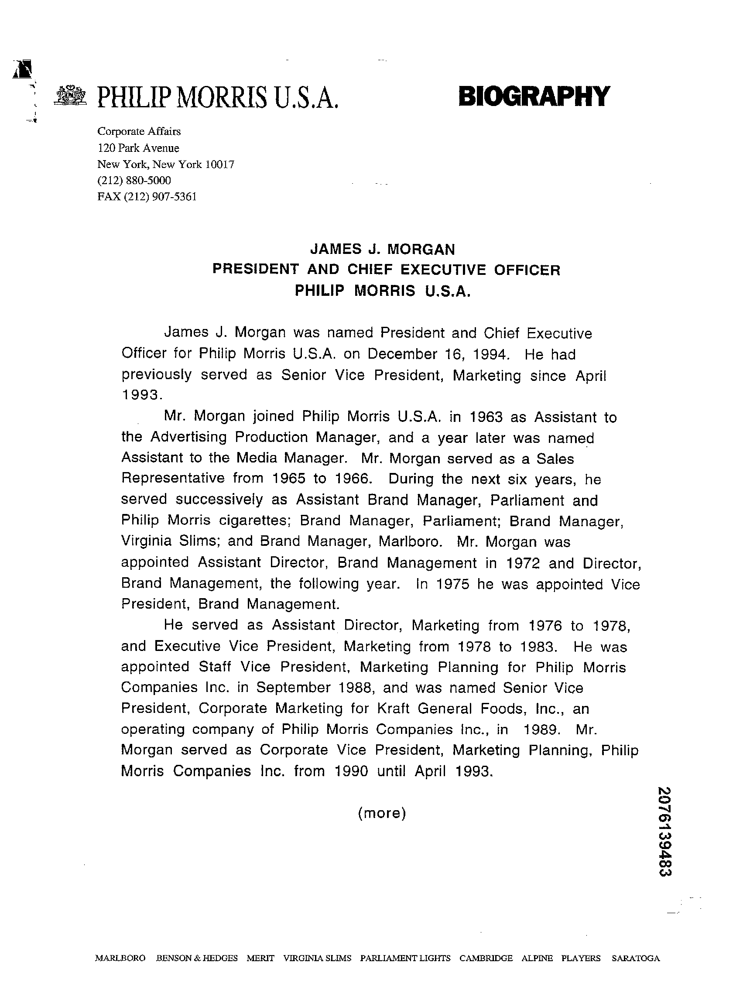 PHILIP MORRIS U.S.A.
BIOGRAPHY
Corporate Affairs
120 Park Avenue
New York, New York 10017
(212) 880-5000
FAX (212) 907-5361
JAMES J. MORGAN
PRESIDENT AND CHIEF EXECUTIVE OFFICER
PHILIP MORRIS U.S.A.
James J. Morgan was named President and Chief Executive
Officer for Philip Morris U.S.A. on December 16, 1994. He had
previously served as Senior Vice President, Marketing since April
1993.
Mr. Morgan joined Philip Morris U.S.A. in 1963 as Assistant to
the Advertising Production Manager, and a year later was named
Assistant to the Media Manager. Mr. Morgan served as a Sales
Representative from 1965 to 1966. During the next six years, he
served successively as Assistant Brand Manager, Parliament and
Philip Morris cigarettes; Brand Manager, Parliament; Brand Manager,
Virginia Slims; and Brand Manager, Marlboro. Mr. Morgan was
appointed Assistant Director, Brand Management in 1972 and Director,
Brand Management, the following year. In 1975 he was appointed Vice
President, Brand Management.
He served as Assistant Director, Marketing from 1976 to 1978,
and Executive Vice President, Marketing from 1978 to 1983. He was
appointed Staff Vice President, Marketing Planning for Philip Morris
Companies Inc. in September 1988, and was named Senior Vice
President, Corporate Marketing for Kraft General Foods, Inc., an
operating company of Philip Morris Companies Inc., in 1989. Mr.
Morgan served as Corporate Vice President, Marketing Planning, Philip
Morris Companies Inc. from 1990 until April 1993.
(more)
2076139483
MARLBORO BENSON & HEDGES MERIT VIRGINIA SLIMS PARLIAMENT LIGHTS CAMBRIDGE ALPINE PLAYERS SARATOGA